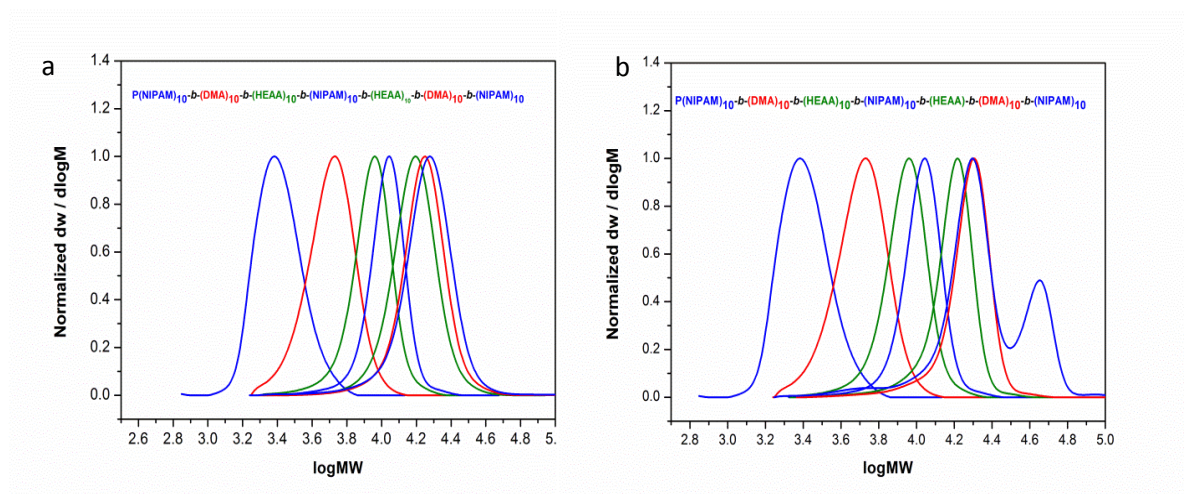 a
P(NIPAM)10-b-(DMA)10-b-(HEAA)10-b-(NIPAM)10-b-(HEAA)10-b-(DMA)10-b-(NIPAM)10
1.4
1.2
1.0
0.8
0.6
0.4
0.2
0.0
Normalized dw / dlogM
2.6 2.8 3.0 3.2 3.4 3.6 3.8 4.0 4.2 4.4 4.6 4.8 5.
logMW
b
P(NIPAM)10-b-(DMA)10-b-(HEAA)10-b-(NIPAM)10-b-(HEAA)-b-(DMA)10-b-(NIPAM)10
1.4
1.2
1.0
0.8
0.6
0.4
0.2
0.0
Normalized dw / dlogM
2.8 3.0 3.2 3.4 3.6 3.8 4.0 4.2 4.4 4.6 4.8 5.0
logMW